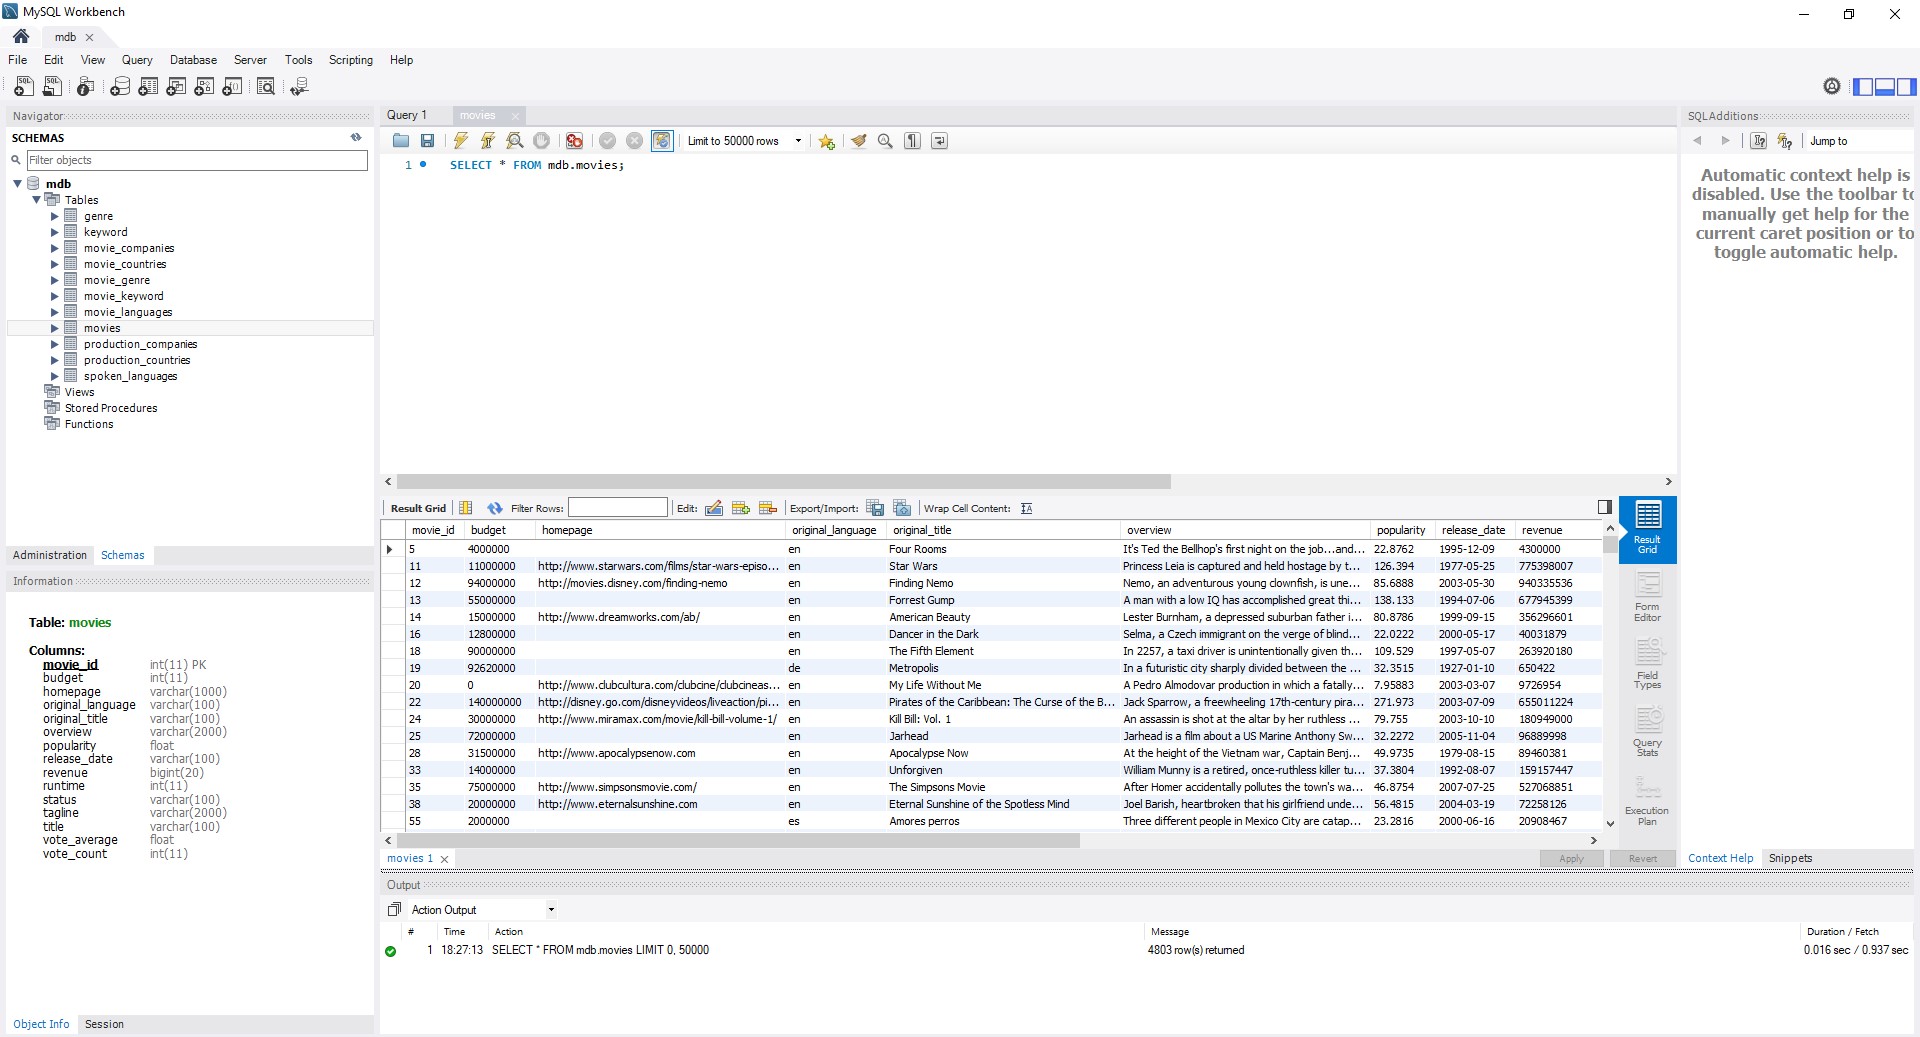 MySQL Workbench
mdb
File Edit View Query Database Server Tools Scripting Help
Navigator
SCHEMAS
Filter objects
mdb
Tables
genre
keyword
movie_companies
movie_countries
movie_genre
movie_keyword
movie_languages
movies
production_companies
production_countries
spoken_languages
Views
Stored Procedures
Functions
Administration Schemas
Information
Table: movies
Columns:
movie_id int(11) PK
budget int(11)
homepage varchar(1000)
original_language varchar(100)
original_title varchar(100)
overview varchar(2000)
popularity float
release_date varchar(100)
revenue bigint(20)
runtime int(11)
status varchar(100)
tagline varchar(2000)
title varchar(100)
vote_average float
vote_count int(11)
Object Info Session
Query 1 movies
Limit to 50000 rows
1 SELECT * FROM mdb.movies;
Result Grid Filter Rows: Edit: Export/Import: Wrap Cell Content:
movie_id budget homepage original_language original_title overview popularity release_date revenue
5 4000000 en Four Rooms It's Ted the Bellhop's first night on the job...and... 22.8762 1995-12-09 4300000
11 11000000 http://www.starwars.com/films/star-wars-episo... en Star Wars Princess Leia is captured and held hostage by t... 126.394 1977-05-25 775398007
12 94000000 http://movies.disney.com/finding-nemo en Finding Nemo Nemo, an adventurous young clownfish, is une... 85.6888 2003-05-30 940335536
13 55000000 en Forrest Gump A man with a low IQ has accomplished great thi... 138.133 1994-07-06 677945399
14 15000000 http://www.dreamworks.com/ab/ en American Beauty Lester Burnham, a depressed suburban father i... 80.8786 1999-09-15 356296601
16 12800000 en Dancer in the Dark Selma, a Czech immigrant on the verge of blind... 22.0222 2000-05-17 40031879
18 90000000 en The Fifth Element In 2257, a taxi driver is unintentionally given th... 109.529 1997-05-07 263920180
19 92620000 de Metropolis In a futuristic city sharply divided between the ... 32.3515 1927-01-10 650422
20 0 http://www.clubcultura.com/clubcine/clubcineas... en My Life Without Me A Pedro Almodovar production in which a fatally... 7.95883 2003-03-07 9726954
22 140000000 http://disney.go.com/disneyvideos/liveaction/pi... en Pirates of the Caribbean: The Curse of the B... Jack Sparrow, a freewheeling 17th-century pira... 271.973 2003-07-09 655011224
24 30000000 http://www.miramax.com/movie/kill-bill-volume-1/ en Kill Bill: Vol. 1 An assassin is shot at the altar by her ruthless ... 79.755 2003-10-10 180949000
25 72000000 en Jarhead Jarhead is a film about a US Marine Anthony Sw... 32.2272 2005-11-04 96889998
28 31500000 http://www.apocalypsenow.com en Apocalypse Now At the height of the Vietnam war, Captain Benj... 49.9735 1979-08-15 89460381
33 14000000 en Unforgiven William Munny is a retired, once-ruthless killer tu... 37.3804 1992-08-07 159157447
35 75000000 http://www.simpsonsmovie.com/ en The Simpsons Movie After Homer accidentally pollutes the town's wa... 46.8754 2007-07-25 527068851
38 20000000 http://www.eternalsunshine.com en Eternal Sunshine of the Spotless Mind Joel Barish, heartbroken that his girlfriend unde... 56.4815 2004-03-19 72258126
55 2000000 es Amores perros Three different people in Mexico City are catap... 23.2816 2000-06-16 20908467
Result
Grid
Form
Editor
Field
Types
Query
Stats
Execution
Plan
movies 1 Apply Revert
Output
Action Output
# Time Action Message Duration / Fetch
1 18:27:13 SELECT * FROM mdb.movies LIMIT 0, 50000 4803 row(s) returned 0.016 sec / 0.937 sec
SQLAdditions
Jump to
Automatic context help is
disabled. Use the toolbar to
manually get help for the
current caret position or to
toggle automatic help.
Context Help Snippets